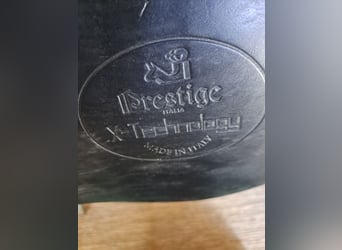 Prestige
ITALIA
X-Technology
MADE IN ITALY